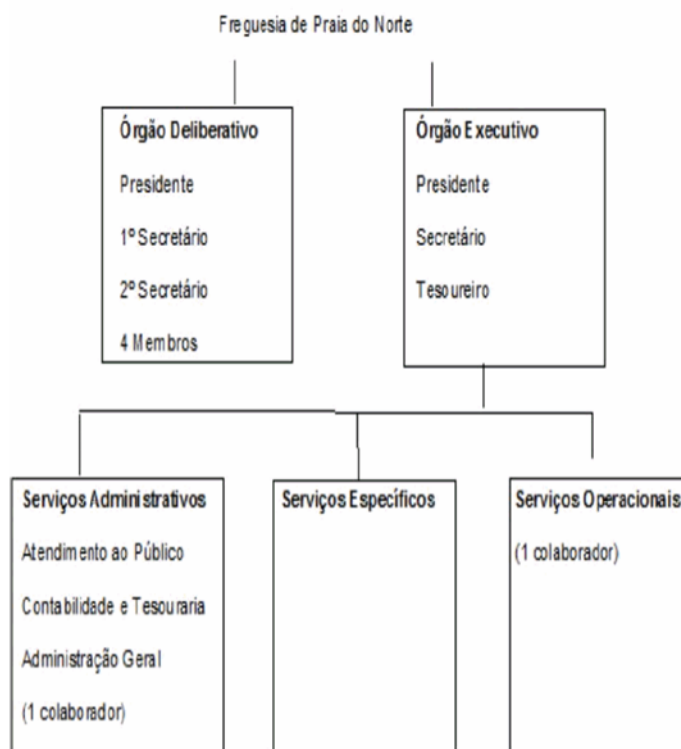 Freguesia de Praia do Norte
Órgão Deliberativo
Presidente
1º Secretário
2º Secretário
4 Membros
Órgão Executivo
Presidente
Secretário
Tesoureiro
Serviços Administrativos
Atendimento ao Público
Contabilidade e Tesouraria
Administração Geral
(1 colaborador)
Serviços Específicos
Serviços Operacionais
(1 colaborador)